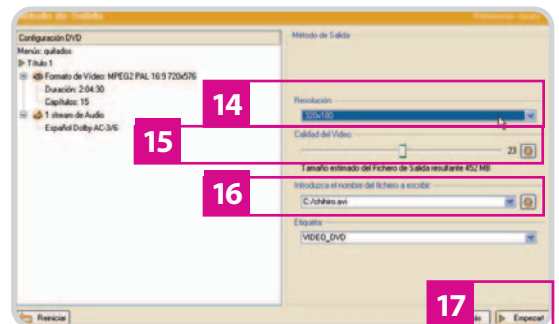 Método de Salida
Configuración DVD
Menús: quitados
Título 1
Formato de Vídeo: MPEG2 PAL 16:9 720x576
Duración: 2:04:30
Capítulos: 15
1 stream de Audio
Español Dolby AC-3/6
Método de Salida
14
Resolución
320x180
15
Calidad del Vídeo
23
Tamaño estimado del Fichero de Salida resultante 452 MB
16
Introduzca el nombre del fichero a escribir
C:/chihiro.avi
Etiqueta
VIDEO_DVD
17
Reiniciar
Empezar!